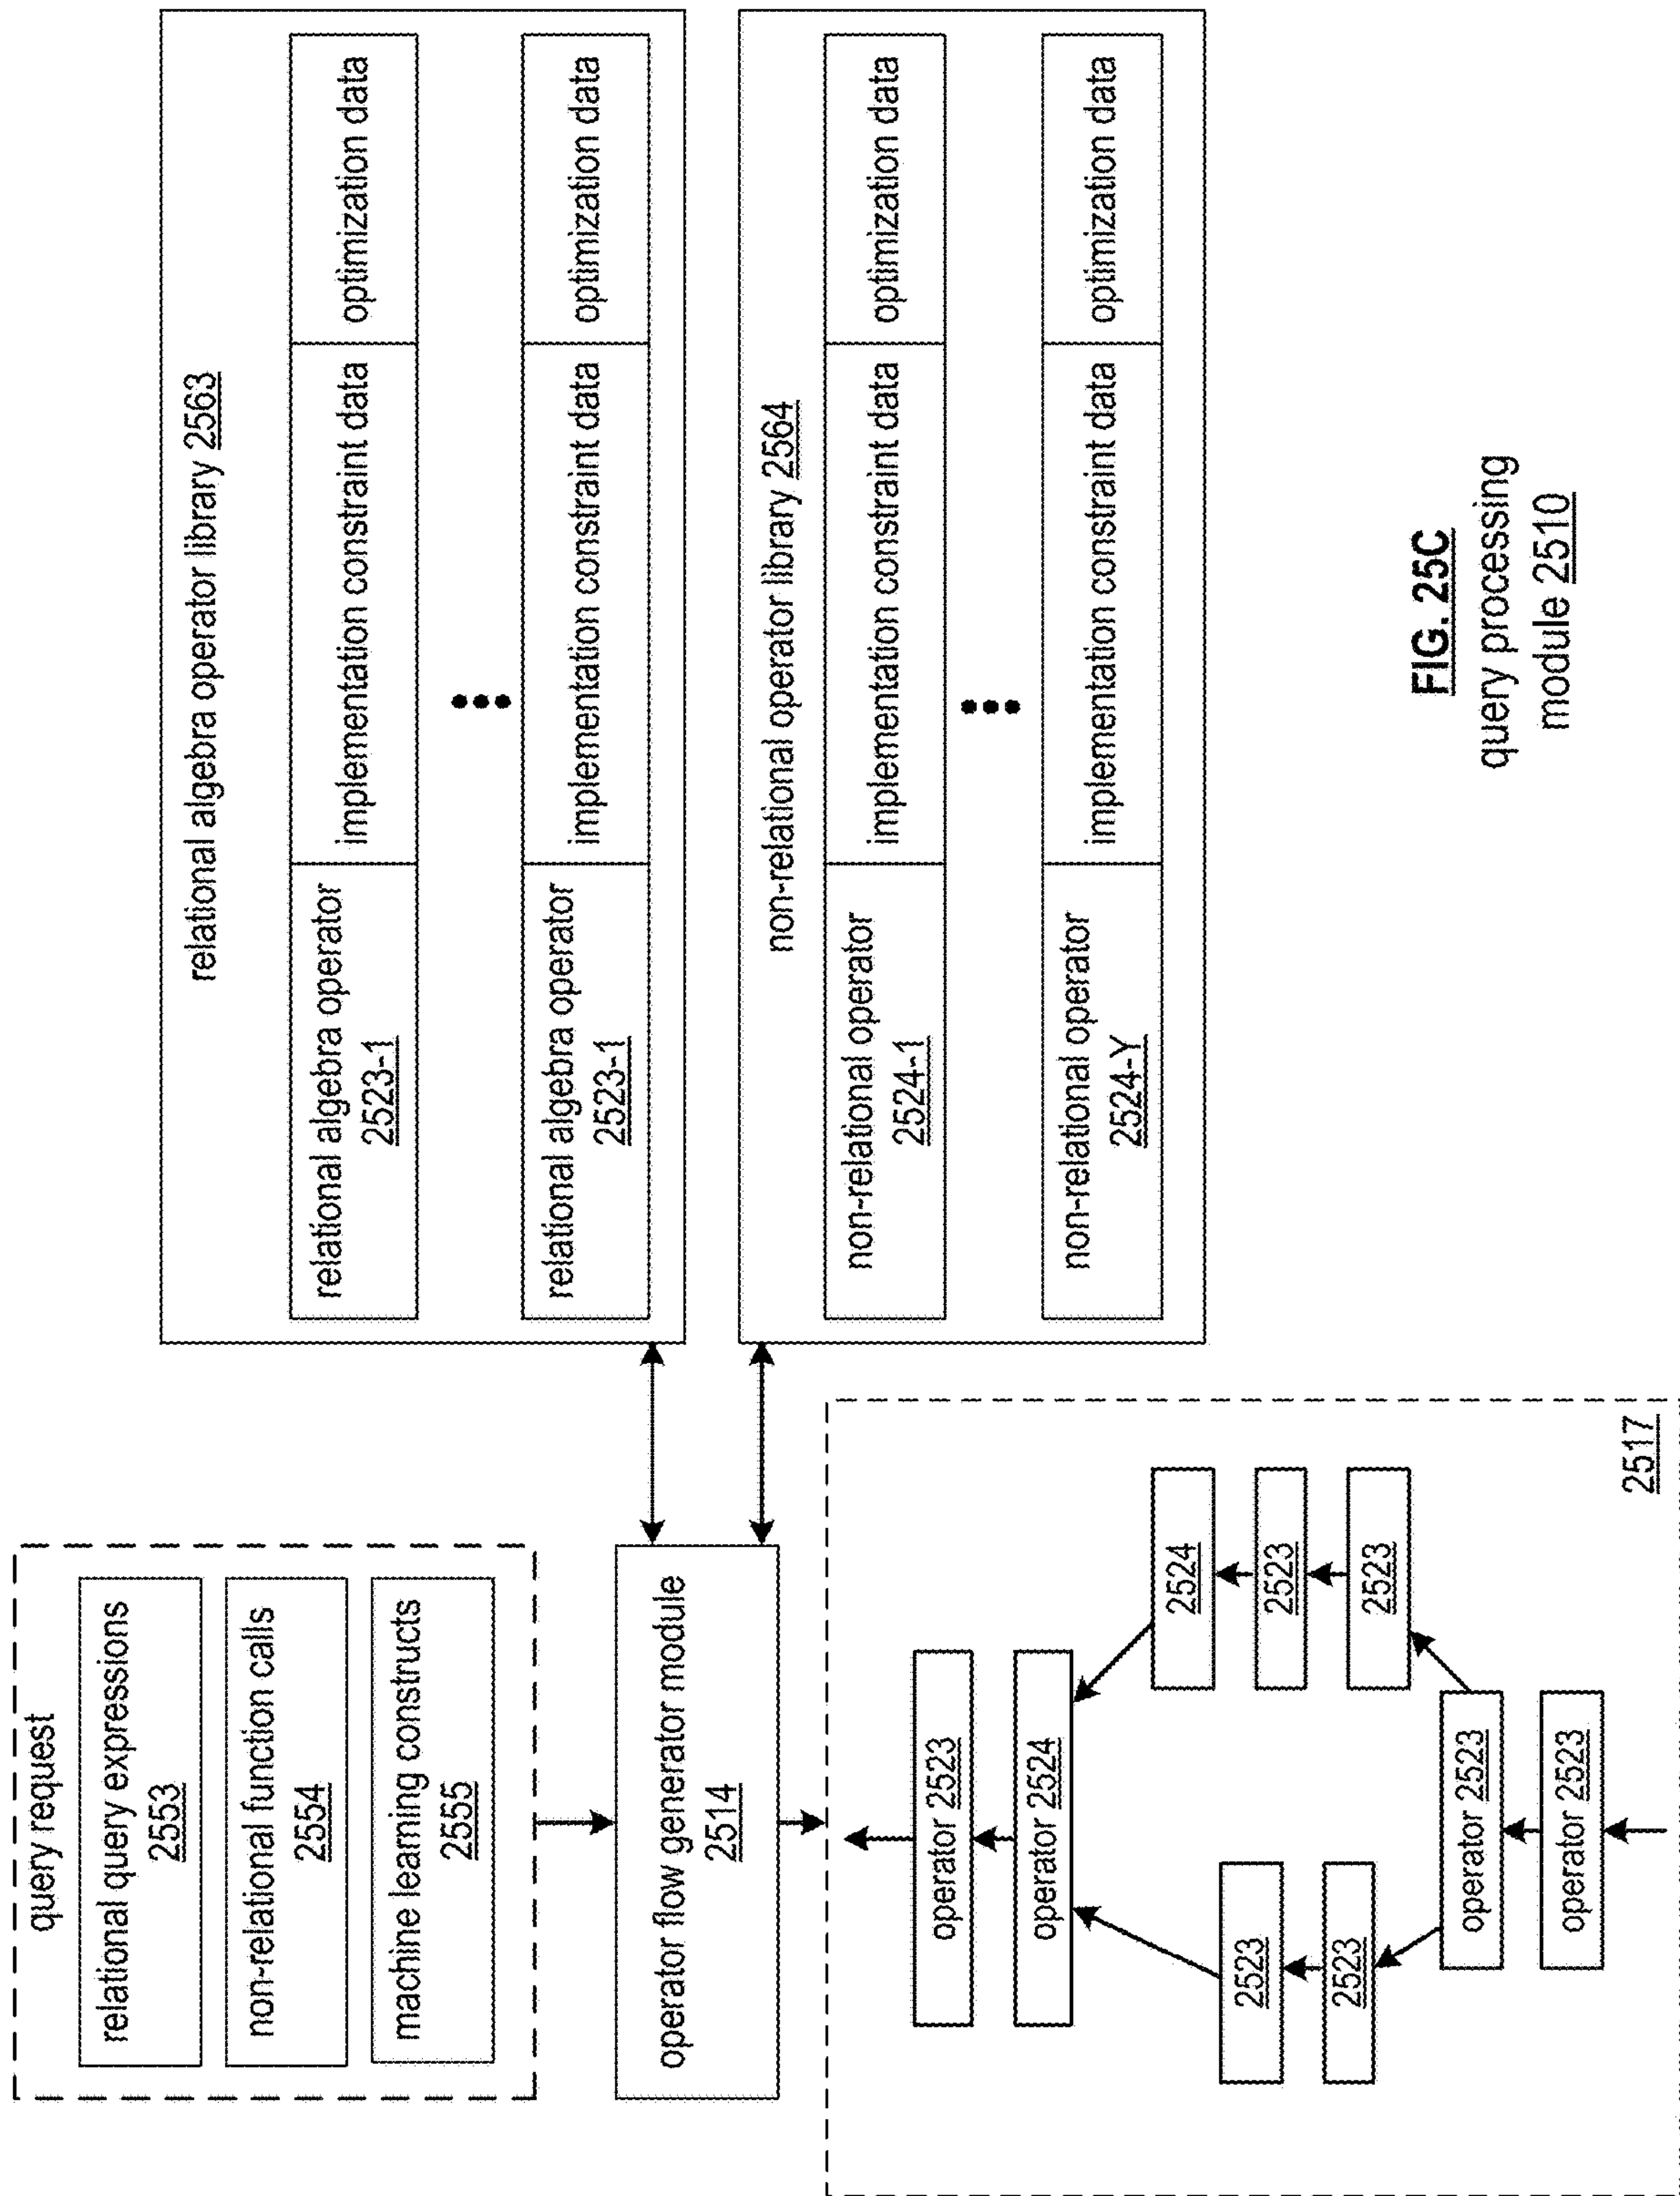 query request
relational query expressions
2553
non-relational function calls
2554
machine learning constructs
2555
operator flow generator module
2514
relational algebra operator library 2563
relational algebra operator
2523-1
implementation constraint data
optimization data
relational algebra operator
2523-1
implementation constraint data
optimization data
non-relational operator library 2564
non-relational operator
2524-1
implementation constraint data
optimization data
non-relational operator
2524-Y
implementation constraint data
optimization data
operator 2523
operator 2524
2524
2523
2523
2523
2523
operator 2523
operator 2523
2517
FIG. 25C
query processing
module 2510